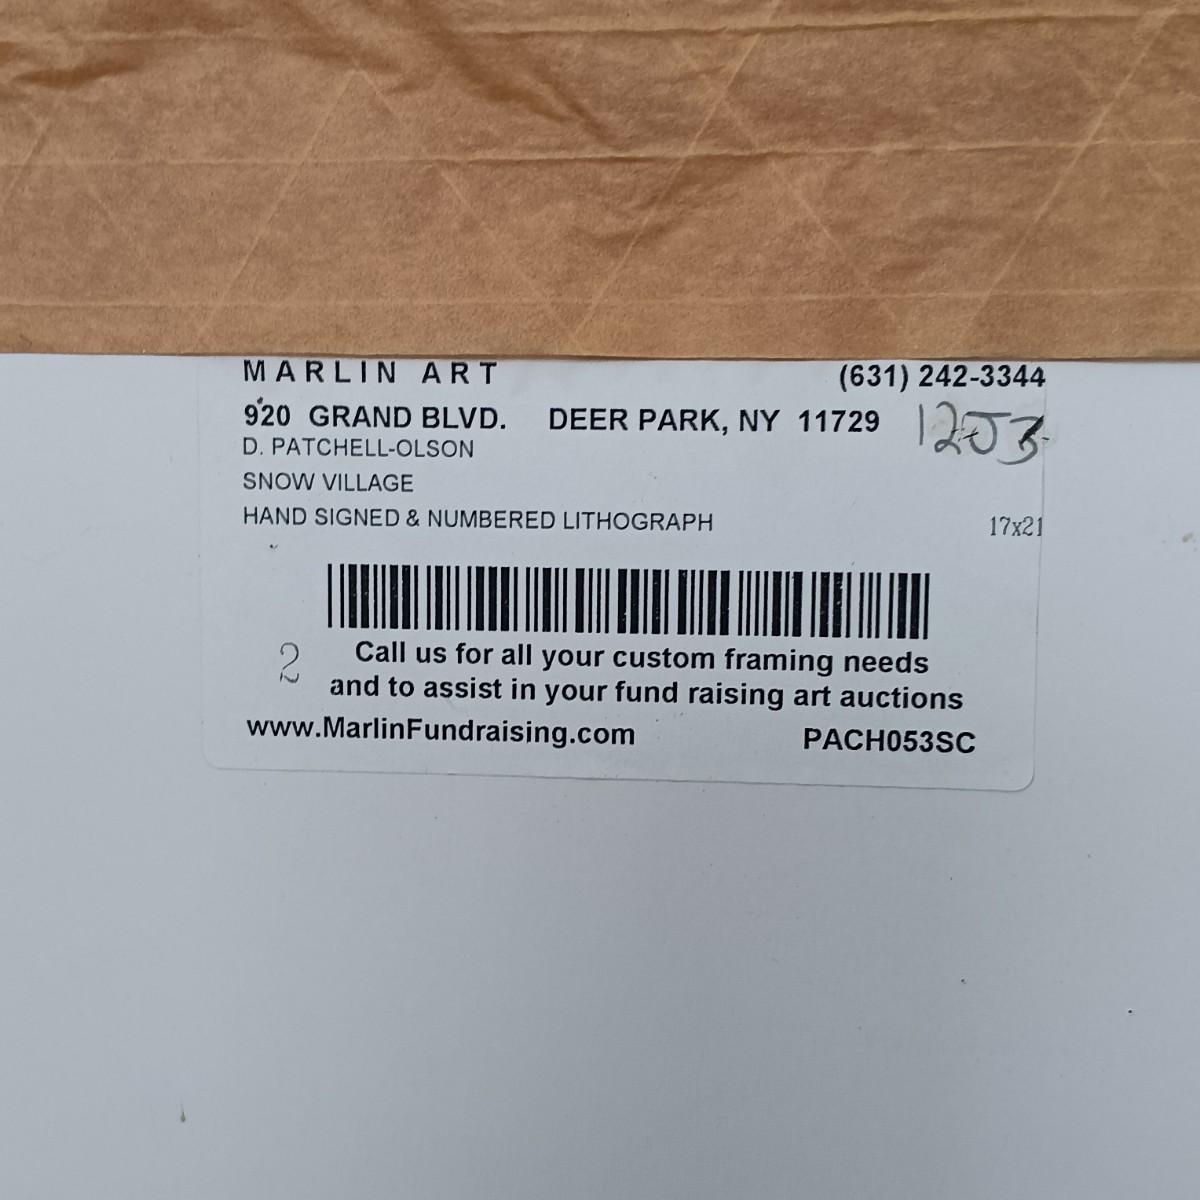 MARLIN ART (631) 242-3344
920 GRAND BLVD. DEER PARK, NY 11729
D. PATCHELL-OLSON
SNOW VILLAGE
HAND SIGNED & NUMBERED LITHOGRAPH 17x21
2
Call us for all your custom framing needs
and to assist in your fund raising art auctions
www.MarlinFundraising.com PACH053SC